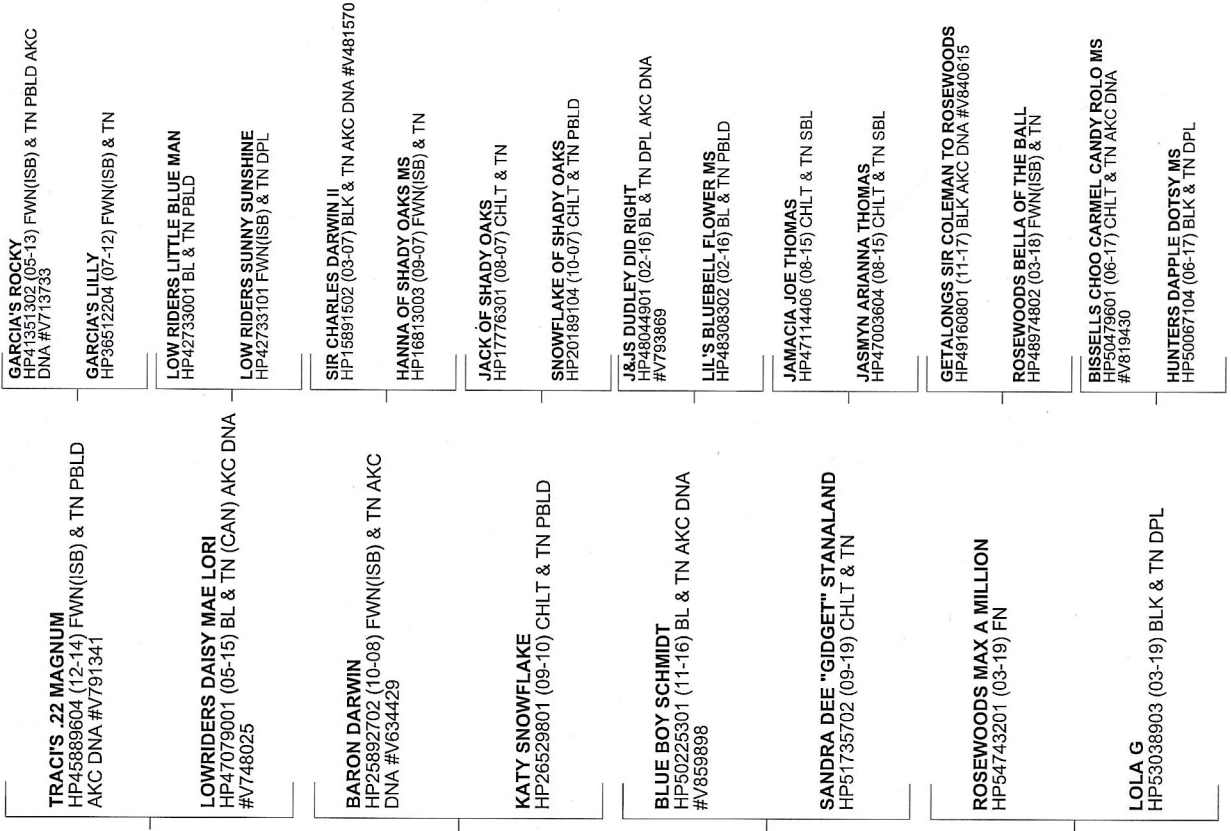 TRACI'S .22 MAGNUM
HP45889604 (12-14) FWN(ISB) & TN PBLD
AKC DNA #V791341
LOWRIDERS DAISY MAE LORI
HP47079001 (05-15) BL & TN (CAN) AKC DNA
#V748025
BARON DARWIN
HP25892702 (10-08) FWN(ISB) & TN AKC
DNA #V634429
KATY SNOWFLAKE
HP26529801 (09-10) CHLT & TN PBLD
BLUE BOY SCHMIDT
HP50225301 (11-16) BL & TN AKC DNA
#V859898
SANDRA DEE "GIDGET" STANALAND
HP51735702 (09-19) CHLT & TN
ROSEWOODS MAX A MILLION
HP54743201 (03-19) FN
LOLA G
HP53038903 (03-19) BLK & TN DPL
GARCIA'S ROCKY
HP41351302 (05-13) FWN(ISB) & TN PBLD AKC
DNA #V713733
GARCIA'S LILLY
HP36512204 (07-12) FWN(ISB) & TN
LOW RIDERS LITTLE BLUE MAN
HP42733001 BL & TN PBLD
LOW RIDERS SUNNY SUNSHINE
HP42733101 FWN(ISB) & TN DPL
SIR CHARLES DARWIN II
HP15891502 (03-07) BLK & TN AKC DNA #V481570
HANNA OF SHADY OAKS MS
HP16813003 (09-07) FWN(ISB) & TN
JACK OF SHADY OAKS
HP17776301 (08-07) CHLT & TN
SNOWFLAKE OF SHADY OAKS
HP20189104 (10-07) CHLT & TN PBLD
J&JS DUDLEY DID RIGHT
HP48044901 (02-16) BL & TN DPL AKC DNA
#V793869
LIL'S BLUEBELL FLOWER MS
HP48308302 (02-16) BL & TN PBLD
JAMACIA JOE THOMAS
HP47114406 (08-15) CHLT & TN SBL
JASMYN ARIANNA THOMAS
HP47003604 (08-15) CHLT & TN SBL
GETALONGS SIR COLEMAN TO ROSEWOODS
HP49160801 (11-17) BLK AKC DNA #V840615
ROSEWOODS BELLA OF THE BALL
HP48974802 (03-18) FWN(ISB) & TN
BISSELLS CHOO CARMEL CANDY ROLO MS
HP50479601 (06-17) CHLT & TN AKC DNA
#V819430
HUNTERS DAPPLE DOTSY MS
HP50067104 (06-17) BLK & TN DPL